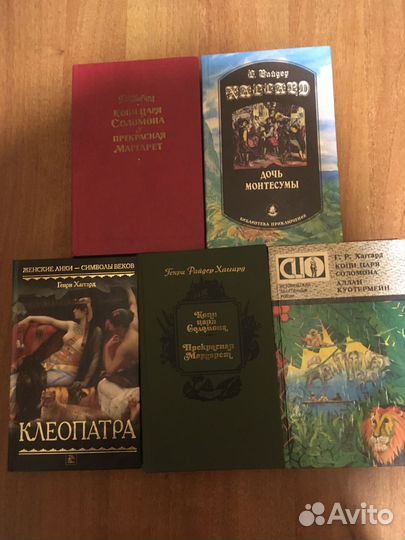 Копи царя
Соломона
Прекрасная
Маргарет
Г. Райдер
Хаггард
Дочь
Монтесумы
Библиотека приключений
Женские лики – символы веков
Генри Хаггард
Клеопатра
Генри Райдер Хаггард
Копи
царя
Соломона
Прекрасная
Маргарет
Г. Р. Хаггард
Копи царя
Соломона
Аллан
Куотермейн
Avito